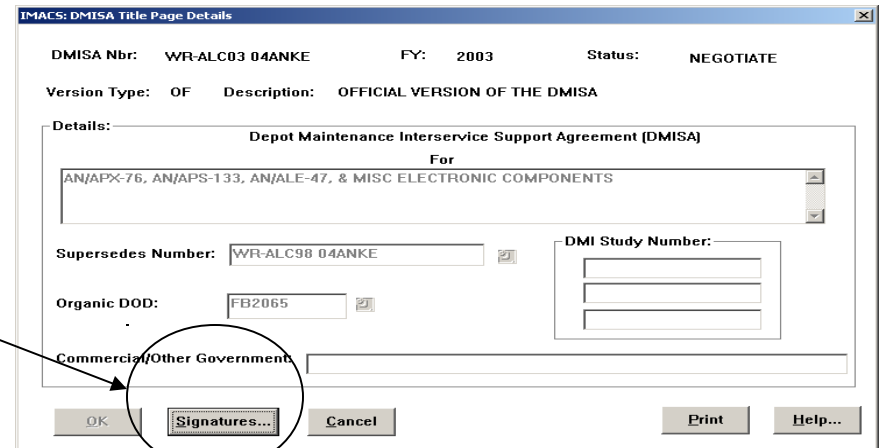 IMACS: DMISA Title Page Details
DMISA Nbr: WR-ALC03 04ANKE FY: 2003 Status: NEGOTIATE
Version Type: OF Description: OFFICIAL VERSION OF THE DMISA
Details:
Depot Maintenance Interservice Support Agreement (DMISA)
For
AN/APX-76, AN/APS-133, AN/ALE-47, & MISC ELECTRONIC COMPONENTS
Supersedes Number: WR-ALC98 04ANKE
DMI Study Number:
Organic DOD: FB2065
Commercial/Other Government:
OK Signatures... Cancel Print Help...